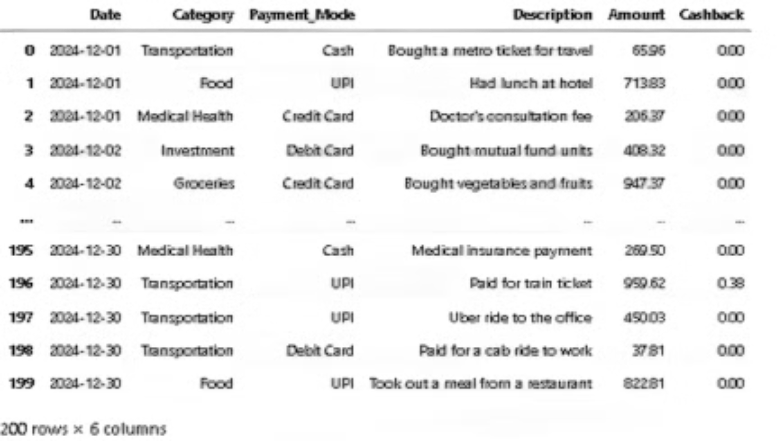 Date Category Payment_Mode Description Amount Cashback
0 2024-12-01 Transportation Cash Bought a metro ticket for travel 65.96 0.00
1 2024-12-01 Food UPI Had lunch at hotel 713.83 0.00
2 2024-12-01 Medical Health Credit Card Doctor's consultation fee 206.37 0.00
3 2024-12-02 Investment Debit Card Bought mutual fund units 408.32 0.00
4 2024-12-02 Groceries Credit Card Bought vegetables and fruits 947.37 0.00
... ... ... ... ... ... ...
195 2024-12-30 Medical Health Cash Medical insurance payment 269.50 0.00
196 2024-12-30 Transportation UPI Paid for train ticket 959.62 0.38
197 2024-12-30 Transportation UPI Uber ride to the office 450.03 0.00
198 2024-12-30 Transportation Debit Card Paid for a cab ride to work 37.81 0.00
199 2024-12-30 Food UPI Took out a meal from a restaurant 822.81 0.00
200 rows × 6 columns